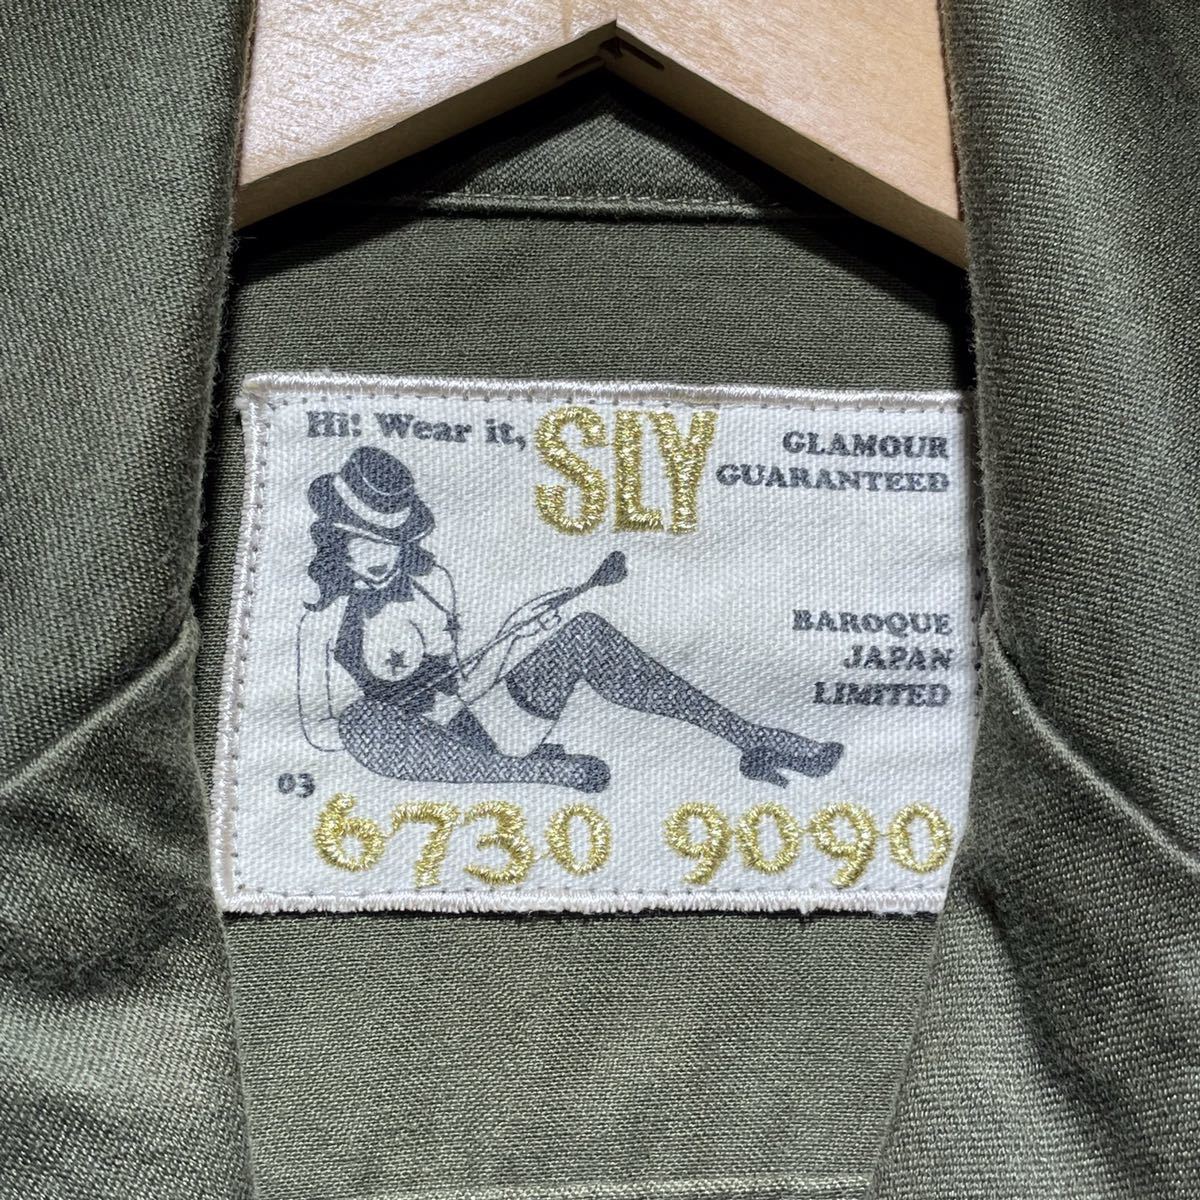 Hi! Wear it, SLY
GLAMOUR
GUARANTEED
BAROQUE
JAPAN
LIMITED
03
6730 9090